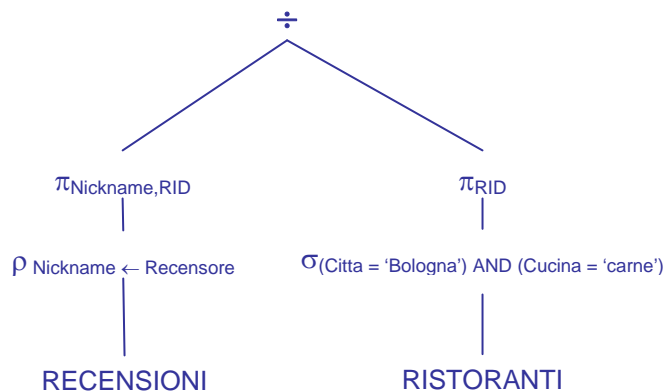 ÷
πNickname,RID πRID
ρ Nickname ← Recensore σ(Citta = ‘Bologna’) AND (Cucina = ‘carne’)
RECENSIONI RISTORANTI